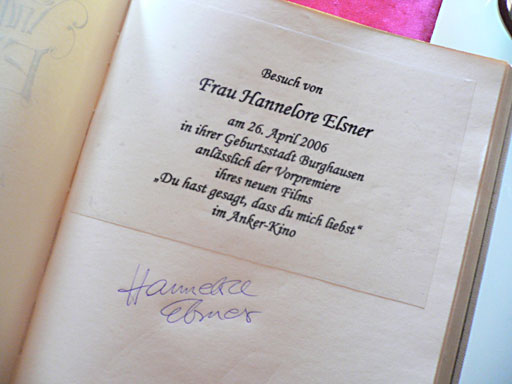 Besuch von
Frau Hannelore Elsner
am 26. April 2006
in ihrer Geburtsstadt Burghausen
anlässlich der Vorpremiere
ihres neuen Films
„Du hast gesagt, dass du mich liebst“
im Anker-Kino
Hannelore
Elsner